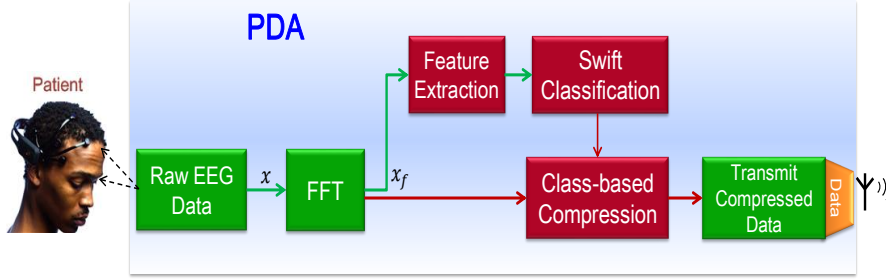 PDA
Patient
Feature
Extraction
Swift
Classification
Raw EEG
Data
x
FFT
x_f
Class-based
Compression
Transmit
Compressed
Data
Data